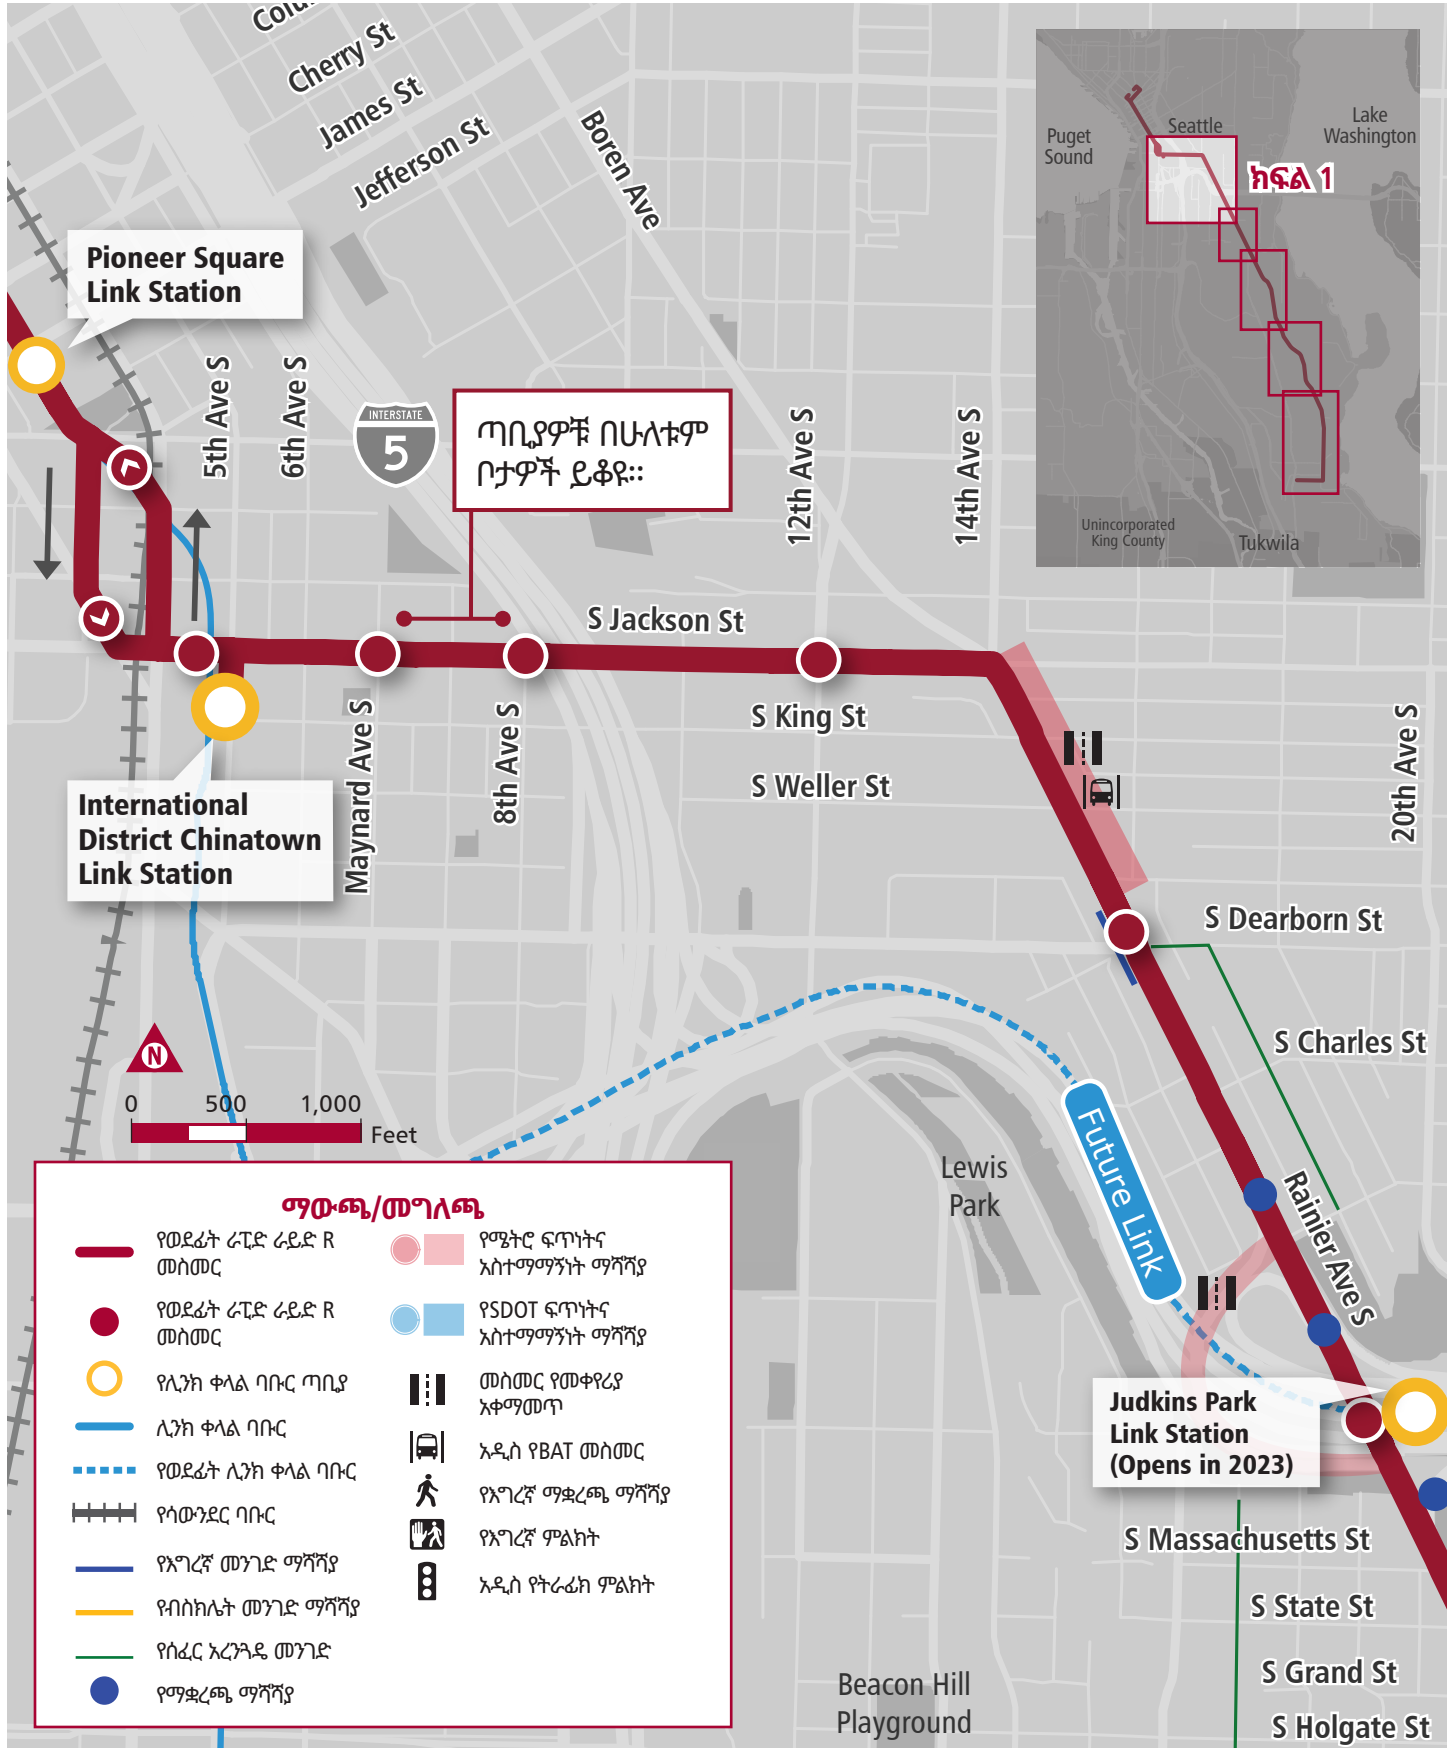 Cherry St
James St
Jefferson St
Boren Ave
Puget
Sound
Seattle
Lake
Washington
ክፍል 1
Unincorporated
King County
Tukwila
Pioneer Square
Link Station
5th Ave S
6th Ave S
INTERSTATE
5
ጣቢያዎቹ በሁለቱም
ቦታዎች ይቆዩ።
12th Ave S
14th Ave S
S Jackson St
S King St
S Weller St
Maynard Ave S
8th Ave S
20th Ave S
International
District Chinatown
Link Station
S Dearborn St
S Charles St
N
0 500 1,000
Feet
Future Link
Lewis
Park
Rainier Ave S
Judkins Park
Link Station
(Opens in 2023)
S Massachusetts St
S State St
S Grand St
S Holgate St
Beacon Hill
Playground
ማውጫ/መግለጫ
የወደፊት ራፒድ ራይድ R
መስመር
የወደፊት ራፒድ ራይድ R
መስመር
የሊንክ ቀላል ባቡር ጣቢያ
ሊንክ ቀላል ባቡር
የወደፊት ሊንክ ቀላል ባቡር
የሳውንደር ባቡር
የእግረኛ መንገድ ማሻሻያ
የብስክሌት መንገድ ማሻሻያ
የሰፈር አረንጓዴ መንገድ
የማቋረጫ ማሻሻያ
የሜትሮ ፍጥነትና
አስተማማኝነት ማሻሻያ
የSDOT ፍጥነትና
አስተማማኝነት ማሻሻያ
መስመር የመቀየሪያ
አቀማመጥ
አዲስ የBAT መስመር
የእግረኛ ማቋረጫ ማሻሻያ
የእግረኛ ምልክት
አዲስ የትራፊክ ምልክት